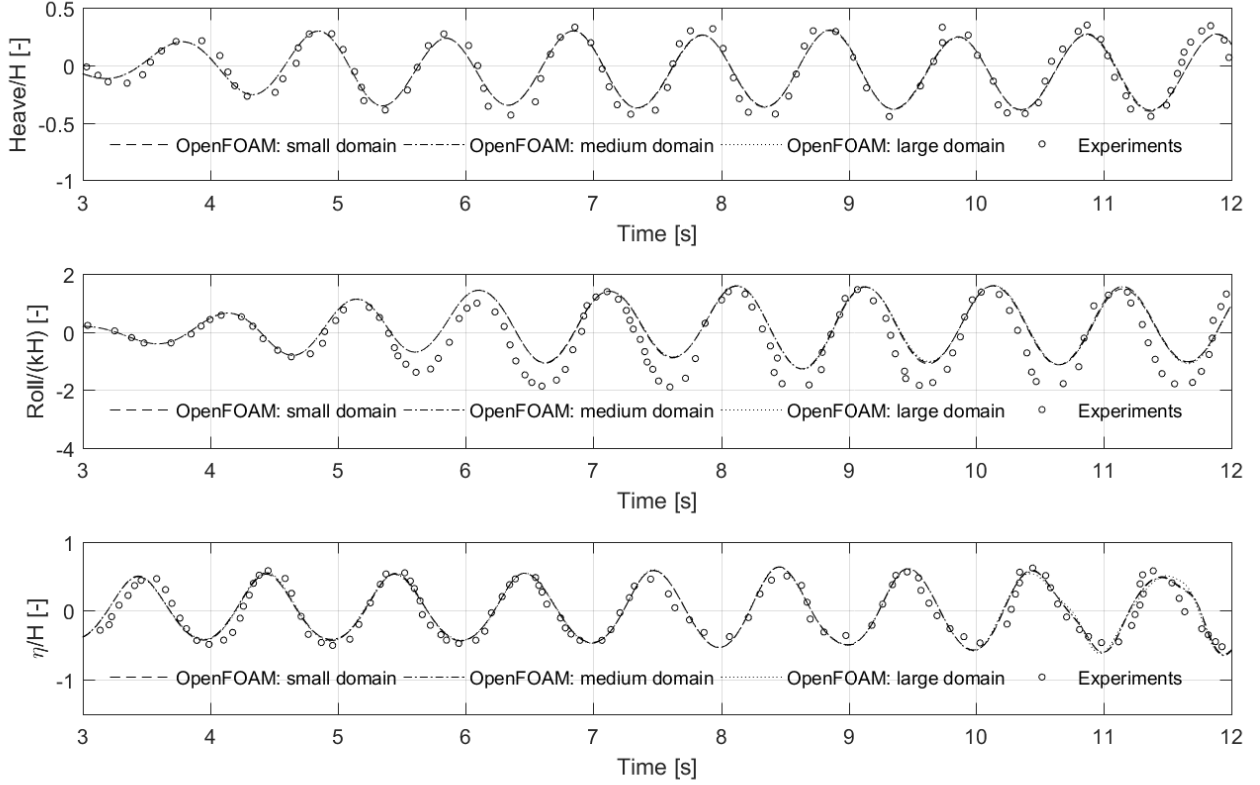 Heave/H [-]
0.5
0
-0.5
-1
OpenFOAM: small domain OpenFOAM: medium domain OpenFOAM: large domain Experiments
3 4 5 6 7 8 9 10 11 12
Time [s]
Roll/(kH) [-]
2
0
-2
-4
OpenFOAM: small domain OpenFOAM: medium domain OpenFOAM: large domain Experiments
3 4 5 6 7 8 9 10 11 12
Time [s]
η/H [-]
1
0
-1
OpenFOAM: small domain OpenFOAM: medium domain OpenFOAM: large domain Experiments
3 4 5 6 7 8 9 10 11 12
Time [s]